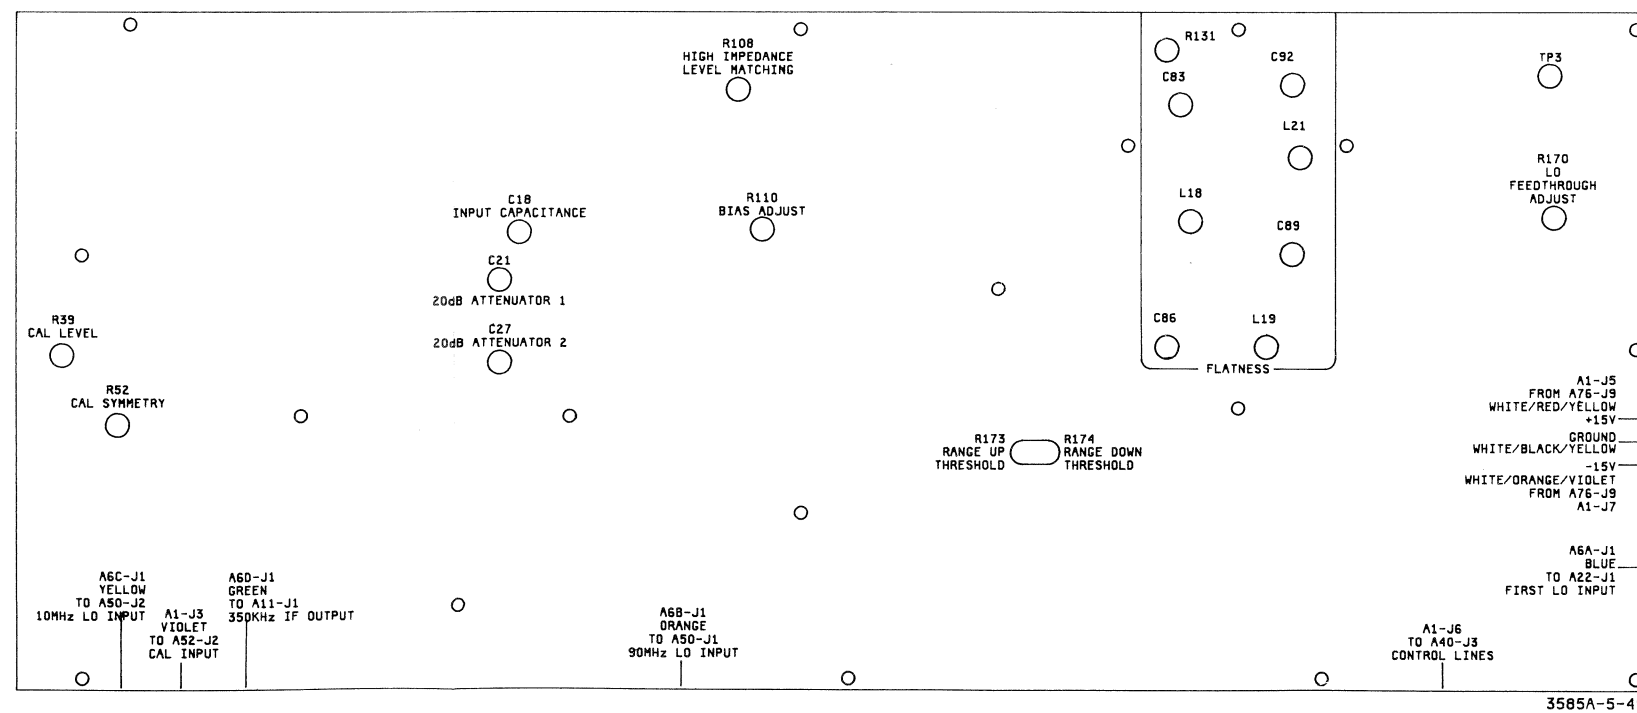 R108
HIGH IMPEDANCE
LEVEL MATCHING
R131
C92
C83
L21
TP3
R170
LO
FEEDTHROUGH
ADJUST
C18
INPUT CAPACITANCE
R110
BIAS ADJUST
L18
C89
C21
20dB ATTENUATOR 1
C27
20dB ATTENUATOR 2
R39
CAL LEVEL
R52
CAL SYMMETRY
C86
L19
FLATNESS
R173
RANGE UP
THRESHOLD
R174
RANGE DOWN
THRESHOLD
A1-J5
FROM A76-J9
WHITE/RED/YELLOW
+15V
GROUND
WHITE/BLACK/YELLOW
-15V
WHITE/ORANGE/VIOLET
FROM A76-J9
A1-J7
A6A-J1
BLUE
TO A22-J1
FIRST LO INPUT
A6C-J1
YELLOW
TO A50-J2
10MHz LO INPUT
A1-J3
VIOLET
TO A52-J2
CAL INPUT
A6D-J1
GREEN
TO A11-J1
350KHz IF OUTPUT
A6B-J1
ORANGE
TO A50-J1
90MHz LO INPUT
A1-J6
TO A40-J3
CONTROL LINES
3585A-5-4